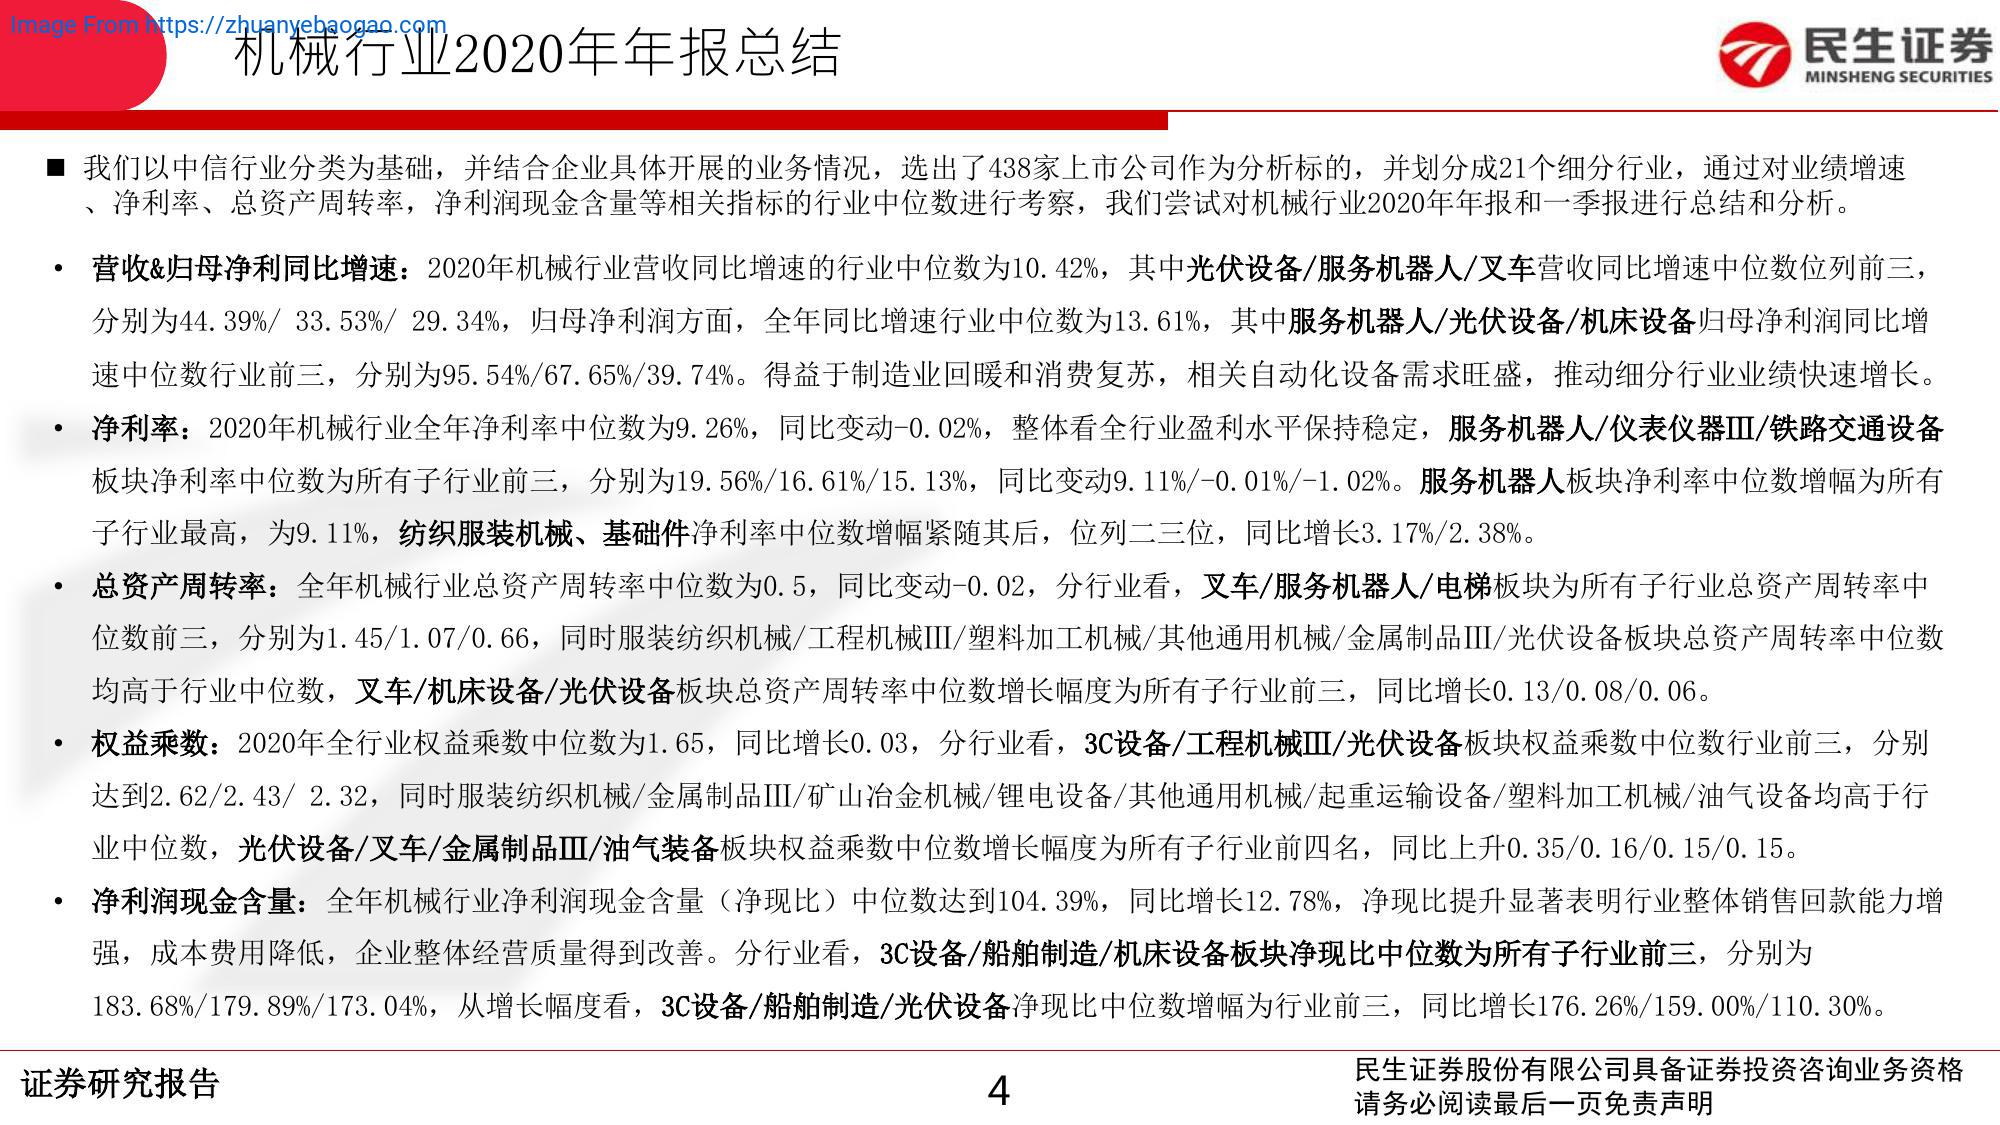 Image From https://zhuanyebaogao.com
机械行业2020年年报总结
民生证券
MINSHENG SECURITIES
■ 我们以中信行业分类为基础，并结合企业具体开展的业务情况，选出了438家上市公司作为分析标的，并划分成21个细分行业，通过对业绩增速
、净利率、总资产周转率，净利润现金含量等相关指标的行业中位数进行考察，我们尝试对机械行业2020年年报和一季报进行总结和分析。
• 营收&归母净利同比增速：2020年机械行业营收同比增速的行业中位数为10.42%，其中光伏设备/服务机器人/叉车营收同比增速中位数位列前三，
分别为44.39%/ 33.53%/ 29.34%，归母净利润方面，全年同比增速行业中位数为13.61%，其中服务机器人/光伏设备/机床设备归母净利润同比增
速中位数行业前三，分别为95.54%/67.65%/39.74%。得益于制造业回暖和消费复苏，相关自动化设备需求旺盛，推动细分行业业绩快速增长。
• 净利率：2020年机械行业全年净利率中位数为9.26%，同比变动-0.02%，整体看全行业盈利水平保持稳定，服务机器人/仪表仪器Ⅲ/铁路交通设备
板块净利率中位数为所有子行业前三，分别为19.56%/16.61%/15.13%，同比变动9.11%/-0.01%/-1.02%。服务机器人板块净利率中位数增幅为所有
子行业最高，为9.11%，纺织服装机械、基础件净利率中位数增幅紧随其后，位列二三位，同比增长3.17%/2.38%。
• 总资产周转率：全年机械行业总资产周转率中位数为0.5，同比变动-0.02，分行业看，叉车/服务机器人/电梯板块为所有子行业总资产周转率中
位数前三，分别为1.45/1.07/0.66，同时服装纺织机械/工程机械Ⅲ/塑料加工机械/其他通用机械/金属制品Ⅲ/光伏设备板块总资产周转率中位数
均高于行业中位数，叉车/机床设备/光伏设备板块总资产周转率中位数增长幅度为所有子行业前三，同比增长0.13/0.08/0.06。
• 权益乘数：2020年全行业权益乘数中位数为1.65，同比增长0.03，分行业看，3C设备/工程机械Ⅲ/光伏设备板块权益乘数中位数行业前三，分别
达到2.62/2.43/ 2.32，同时服装纺织机械/金属制品Ⅲ/矿山冶金机械/锂电设备/其他通用机械/起重运输设备/塑料加工机械/油气设备均高于行
业中位数，光伏设备/叉车/金属制品Ⅲ/油气装备板块权益乘数中位数增长幅度为所有子行业前四名，同比上升0.35/0.16/0.15/0.15。
• 净利润现金含量：全年机械行业净利润现金含量（净现比）中位数达到104.39%，同比增长12.78%，净现比提升显著表明行业整体销售回款能力增
强，成本费用降低，企业整体经营质量得到改善。分行业看，3C设备/船舶制造/机床设备板块净现比中位数为所有子行业前三，分别为
183.68%/179.89%/173.04%，从增长幅度看，3C设备/船舶制造/光伏设备净现比中位数增幅为行业前三，同比增长176.26%/159.00%/110.30%。
证券研究报告
4
民生证券股份有限公司具备证券投资咨询业务资格
请务必阅读最后一页免责声明